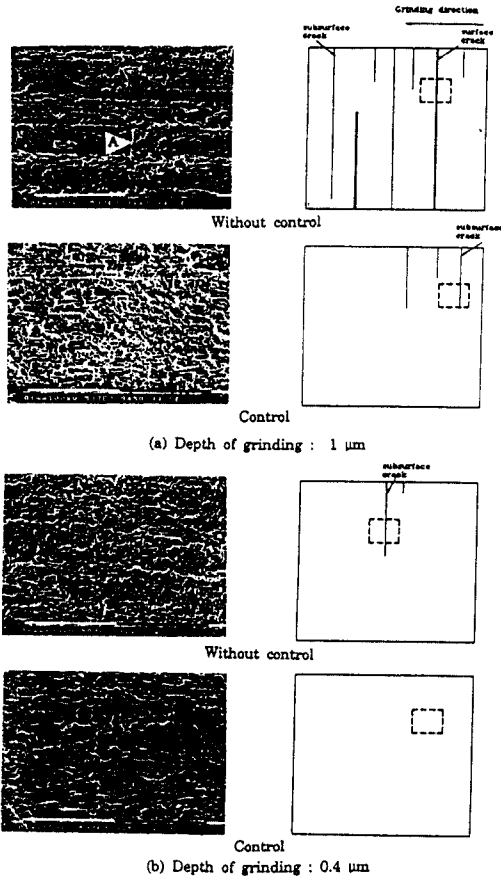 Grinding direction
subsurface
crack
surface
crack
A
Without control
subsurface
crack
Control
(a) Depth of grinding : 1 μm
subsurface
crack
Without control
Control
(b) Depth of grinding : 0.4 μm